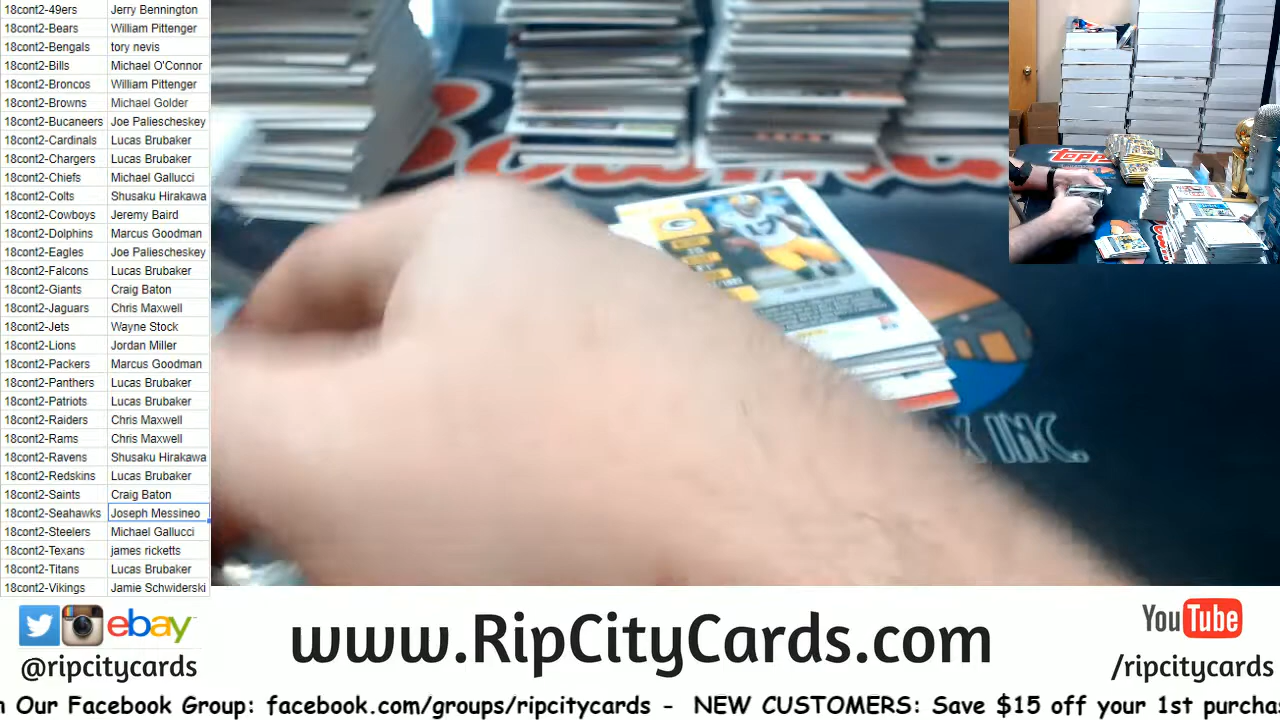 18cont2-49ers Jerry Bennington
18cont2-Bears William Pittenger
18cont2-Bengals tory nevis
18cont2-Bills Michael O'Connor
18cont2-Broncos William Pittenger
18cont2-Browns Michael Golder
18cont2-Bucaneers Joe Paliescheskey
18cont2-Cardinals Lucas Brubaker
18cont2-Chargers Lucas Brubaker
18cont2-Chiefs Michael Gallucci
18cont2-Colts Shusaku Hirakawa
18cont2-Cowboys Jeremy Baird
18cont2-Dolphins Marcus Goodman
18cont2-Eagles Joe Paliescheskey
18cont2-Falcons Lucas Brubaker
18cont2-Giants Craig Baton
18cont2-Jaguars Chris Maxwell
18cont2-Jets Wayne Stock
18cont2-Lions Jordan Miller
18cont2-Packers Marcus Goodman
18cont2-Panthers Lucas Brubaker
18cont2-Patriots Lucas Brubaker
18cont2-Raiders Chris Maxwell
18cont2-Rams Chris Maxwell
18cont2-Ravens Shusaku Hirakawa
18cont2-Redskins Lucas Brubaker
18cont2-Saints Craig Baton
18cont2-Seahawks Joseph Messineo
18cont2-Steelers Michael Gallucci
18cont2-Texans james ricketts
18cont2-Titans Lucas Brubaker
18cont2-Vikings Jamie Schwiderski
topps
INC.
ebay
@ripcitycards
www.RipCityCards.com
YouTube
/ripcitycards
Our Facebook Group: facebook.com/groups/ripcitycards - NEW CUSTOMERS: Save $15 off your 1st